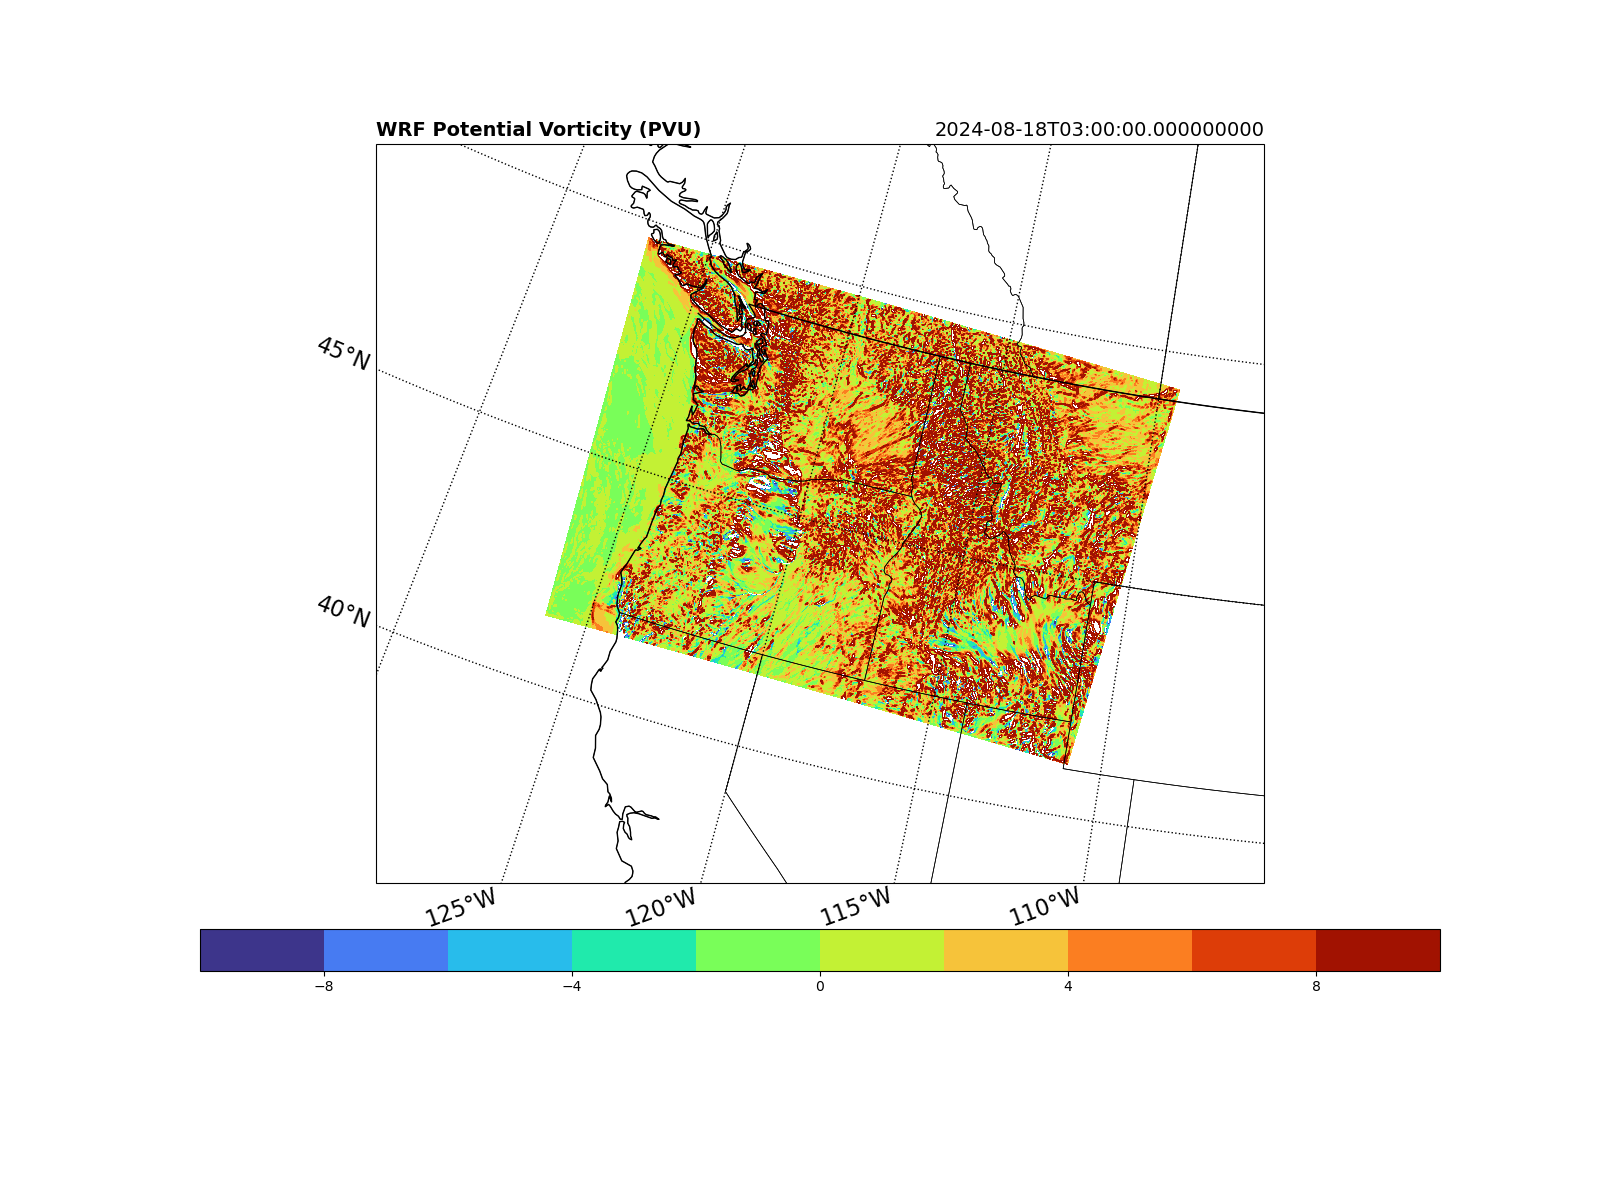 WRF Potential Vorticity (PVU) 2024-08-18T03:00:00.000000000
45°N
40°N
125°W 120°W 115°W 110°W
−8 −4 0 4 8